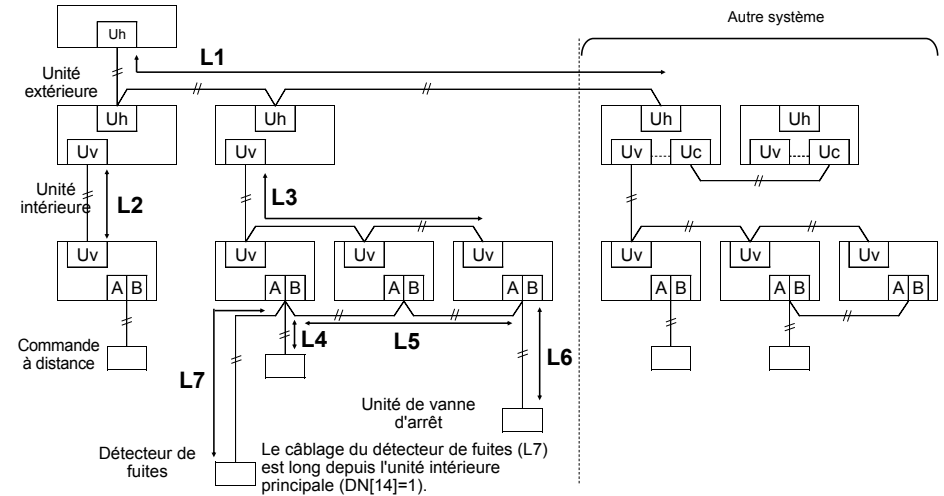 Autre système
Uh
L1
Unité
extérieure
Uh
Uh
Uh
Uh
Uv
Uv
Uv
Uc
Uv
Uc
Unité
intérieure
L2
L3
Uv
Uv
Uv
Uv
Uv
Uv
Uv
A B
A B
A B
A B
A B
A B
A B
Commande
à distance
L4
L5
L6
L7
Unité de vanne
d'arrêt
Détecteur de
fuites
Le câblage du détecteur de fuites (L7)
est long depuis l'unité intérieure
principale (DN[14]=1).